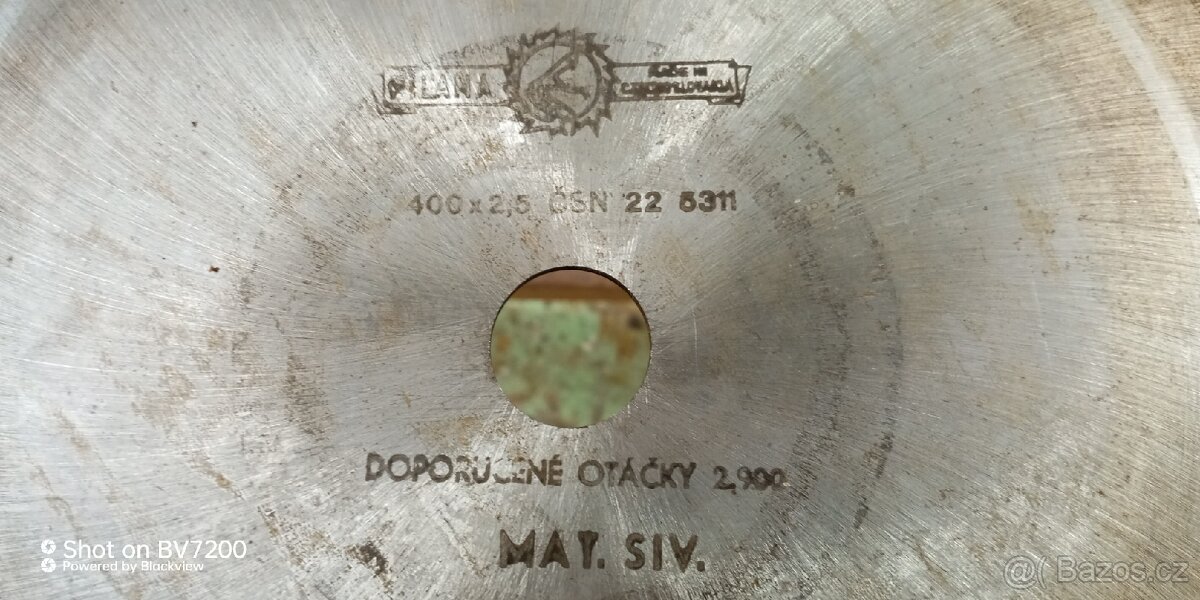 PILANA MADE IN CZECHOSLOVAKIA
400x2,5 ČSN 22 5311
DOPORUČENÉ OTÁČKY 2,900
MAT. SIV.
Shot on BV7200
Powered by Blackview
@( Bazos.cz